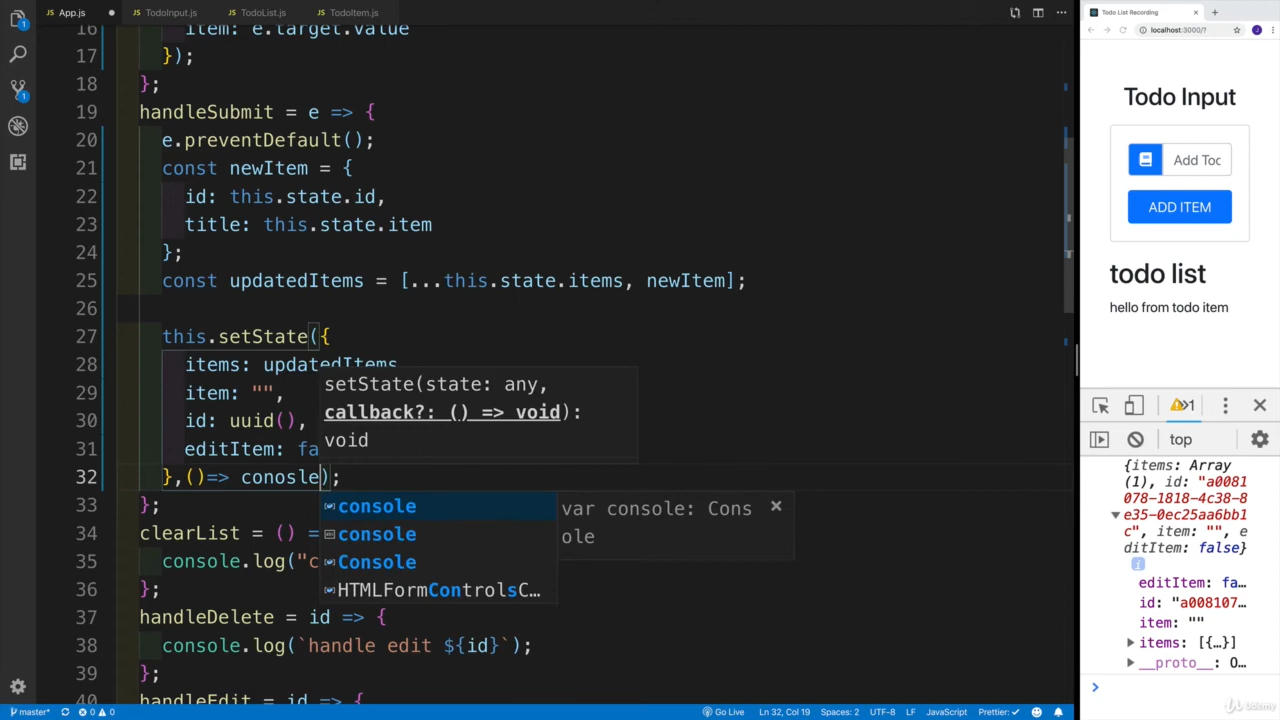 JS App.js
JS TodoInput.js
JS TodoList.js
JS TodoItem.js
16 item: e.target.value
17 });
18 };
19 handleSubmit = e => {
20 e.preventDefault();
21 const newItem = {
22 id: this.state.id,
23 title: this.state.item
24 };
25 const updatedItems = [...this.state.items, newItem];
26
27 this.setState({
28 items: updatedItems
29 item: "",
30 id: uuid(),
31 editItem: fa
32 },()=> conosle);
33 };
34 clearList = () =
35 console.log("c
36 };
37 handleDelete = id => {
38 console.log(`handle edit ${id}`);
39 };
40 handleEdit = id => {
setState(state: any,
callback?: () => void):
void
console
console
Console
HTMLFormControlsC…
var console: Cons
ole
1
1
master*
0 0
Go Live
Ln 32, Col 19
Spaces: 2
UTF-8
LF
JavaScript
Prettier: ✓
Todo List Recording
localhost:3000/?
J
Todo Input
Add Toc
ADD ITEM
todo list
hello from todo item
1
top
{items: Array
(1), id: "a0081
078-1818-4c38-8
e35-0ec25aa6bb1
c", item: "", e
ditItem: false}
i
editItem: fa…
id: "a008107…
item: ""
items: [{…}]
__proto__: O…
Udemy